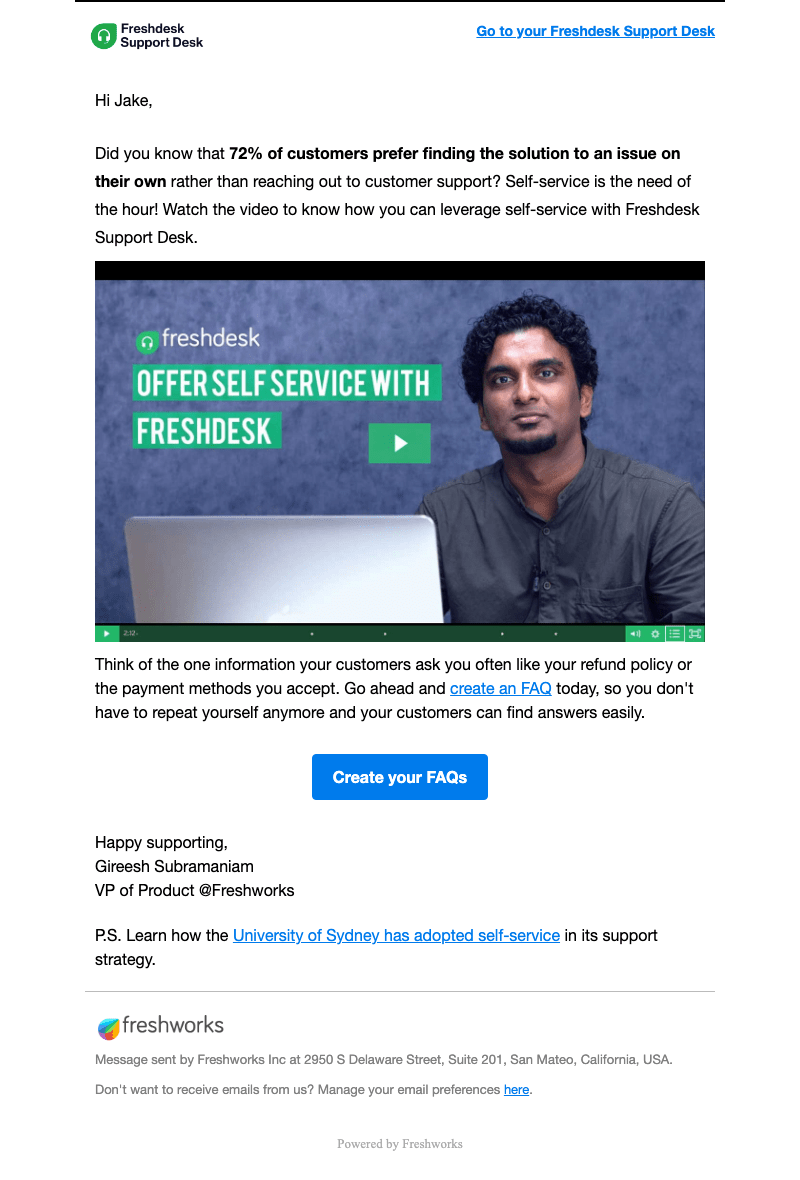 Freshdesk
Support Desk
Go to your Freshdesk Support Desk
Hi Jake,
Did you know that 72% of customers prefer finding the solution to an issue on
their own rather than reaching out to customer support? Self-service is the need of
the hour! Watch the video to know how you can leverage self-service with Freshdesk
Support Desk.
freshdesk
OFFER SELF SERVICE WITH
FRESHDESK
2:12
Think of the one information your customers ask you often like your refund policy or
the payment methods you accept. Go ahead and create an FAQ today, so you don't
have to repeat yourself anymore and your customers can find answers easily.
Create your FAQs
Happy supporting,
Gireesh Subramaniam
VP of Product @Freshworks
P.S. Learn how the University of Sydney has adopted self-service in its support
strategy.
freshworks
Message sent by Freshworks Inc at 2950 S Delaware Street, Suite 201, San Mateo, California, USA.
Don't want to receive emails from us? Manage your email preferences here.
Powered by Freshworks